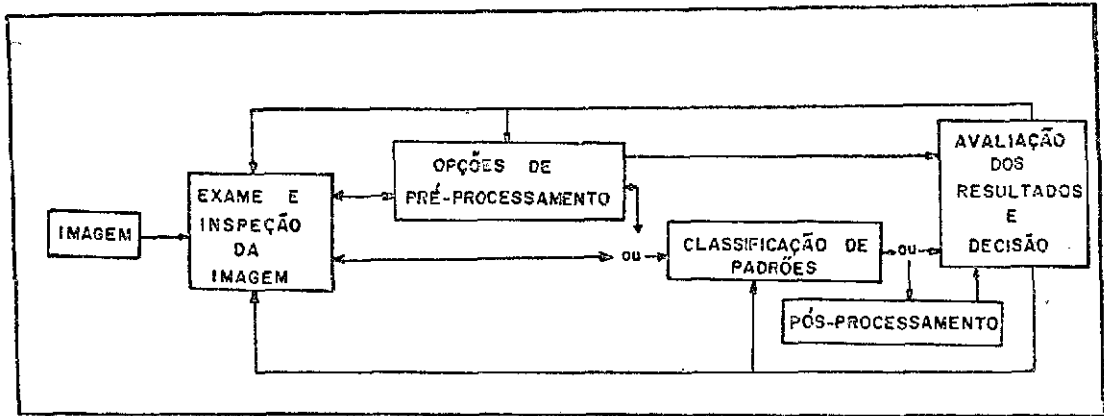 IMAGEM
EXAME E
INSPEÇÃO
DA
IMAGEM
OPÇÕES DE
PRÉ-PROCESSAMENTO
OU
CLASSIFICAÇÃO DE
PADRÕES
OU
PÓS-PROCESSAMENTO
AVALIAÇÃO
DOS
RESULTADOS
E
DECISÃO